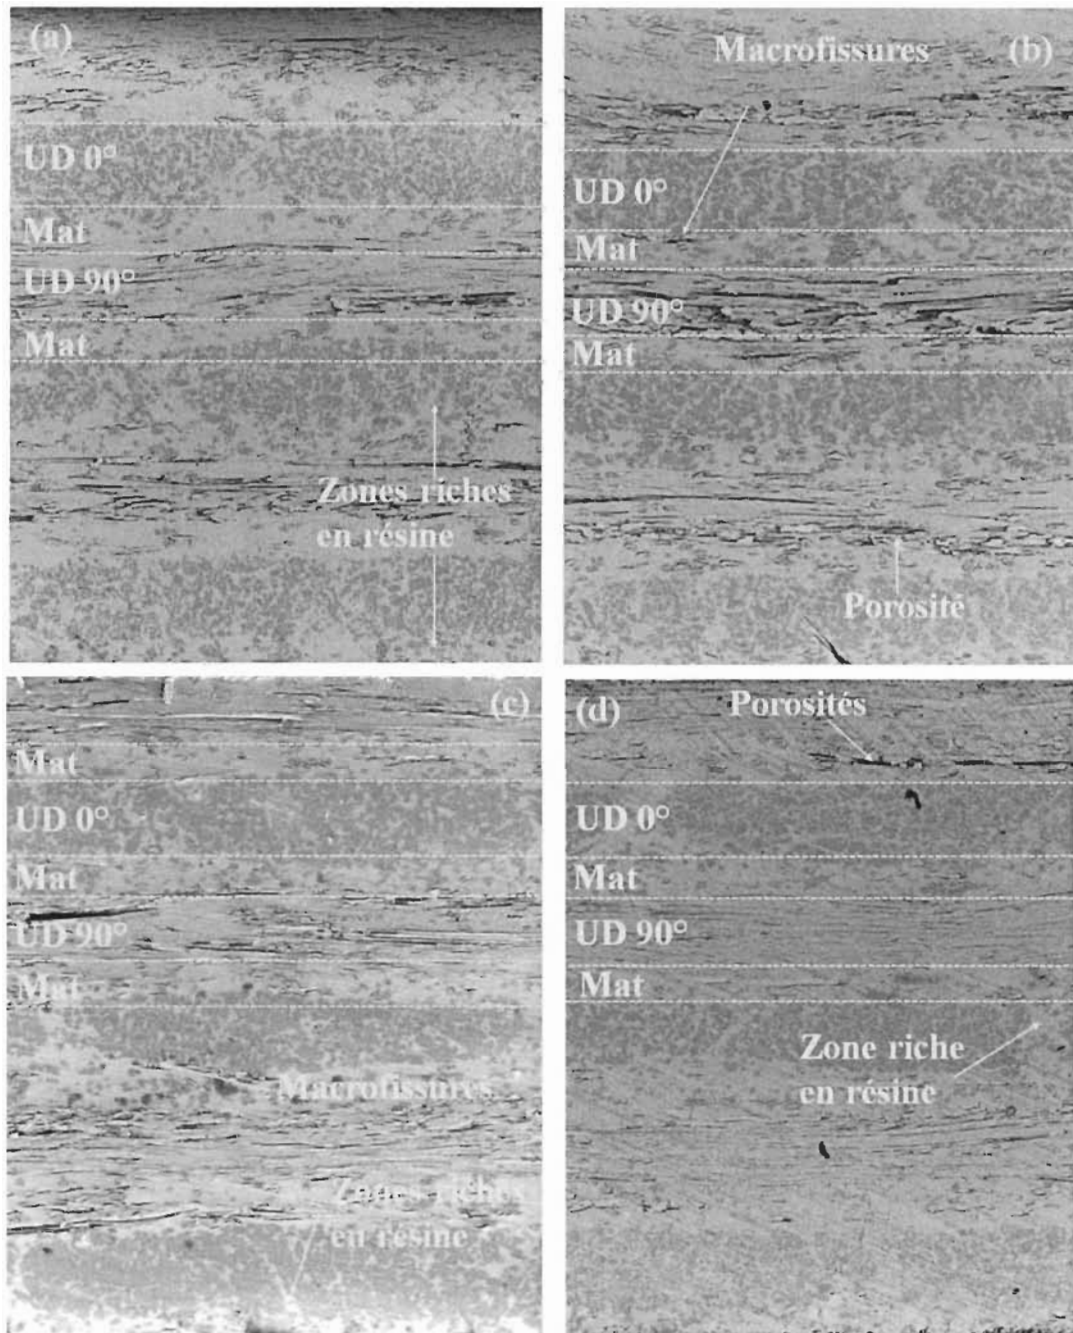 (a)
UD 0°
Mat
UD 90°
Mat
Zones riches
en résine
Macrofissures
(b)
UD 0°
Mat
UD 90°
Mat
Porosité
(c)
Mat
UD 0°
Mat
UD 90°
Mat
Macrofissures
Zones riches
en résine
Porosités
(d)
UD 0°
Mat
UD 90°
Mat
Zone riche
en résine